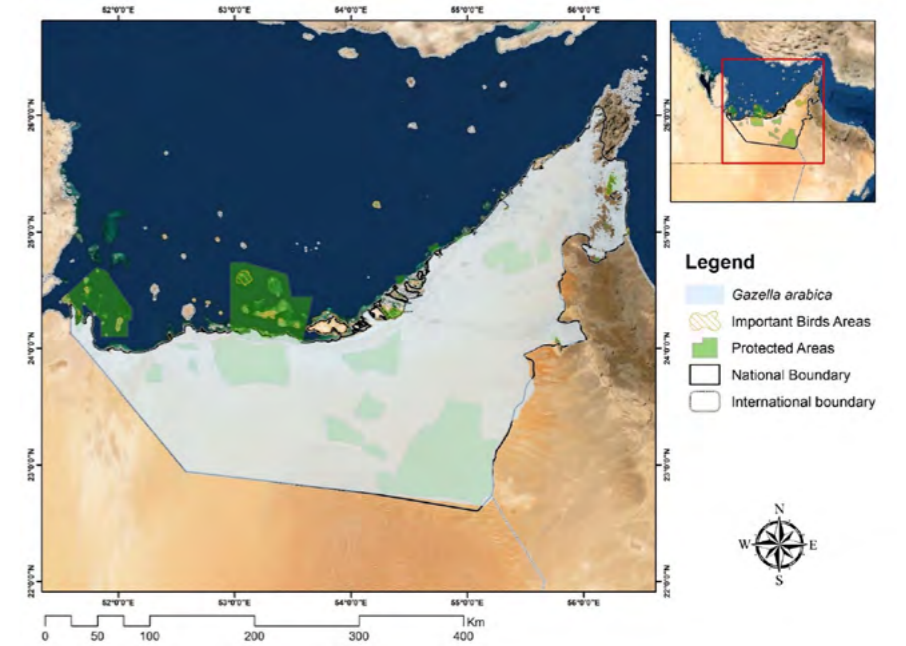 52°0'0"E 53°0'0"E 54°0'0"E 55°0'0"E 56°0'0"E
26°0'0"N 26°0'0"N
25°0'0"N 25°0'0"N
24°0'0"N 24°0'0"N
23°0'0"N 23°0'0"N
22°0'0"N 22°0'0"N
52°0'0"E 53°0'0"E 54°0'0"E 55°0'0"E 56°0'0"E
Km
0 50 100 200 300 400
Legend
Gazella arabica
Important Birds Areas
Protected Areas
National Boundary
International boundary
N
W E
S